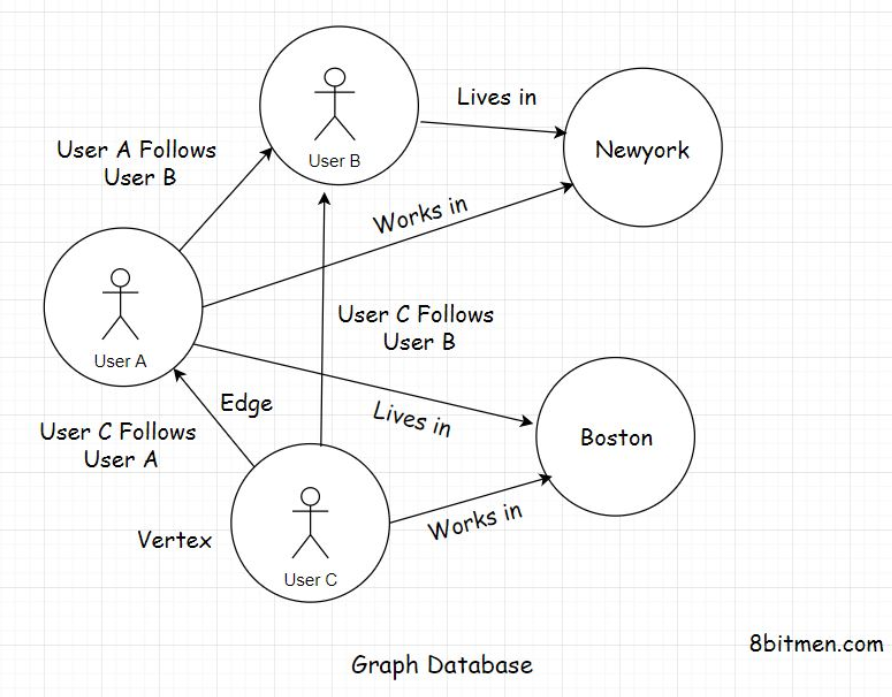 Lives in
User A Follows
User B
User B
Newyork
Works in
User C Follows
User B
User A
Edge
Lives in
User C Follows
User A
Boston
Works in
Vertex
User C
8bitmen.com
Graph Database